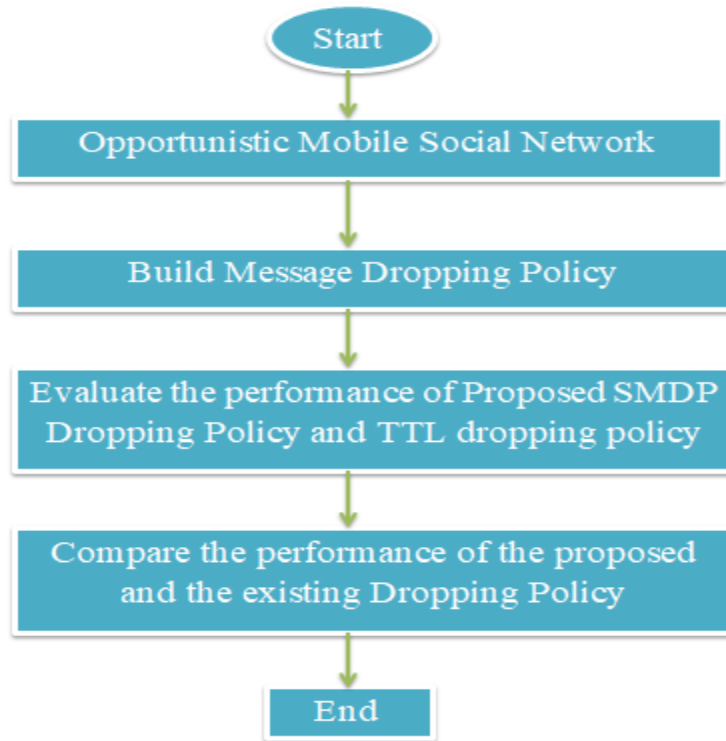 Start
Opportunistic Mobile Social Network
Build Message Dropping Policy
Evaluate the performance of Proposed SMDP
Dropping Policy and TTL dropping policy
Compare the performance of the proposed
and the existing Dropping Policy
End